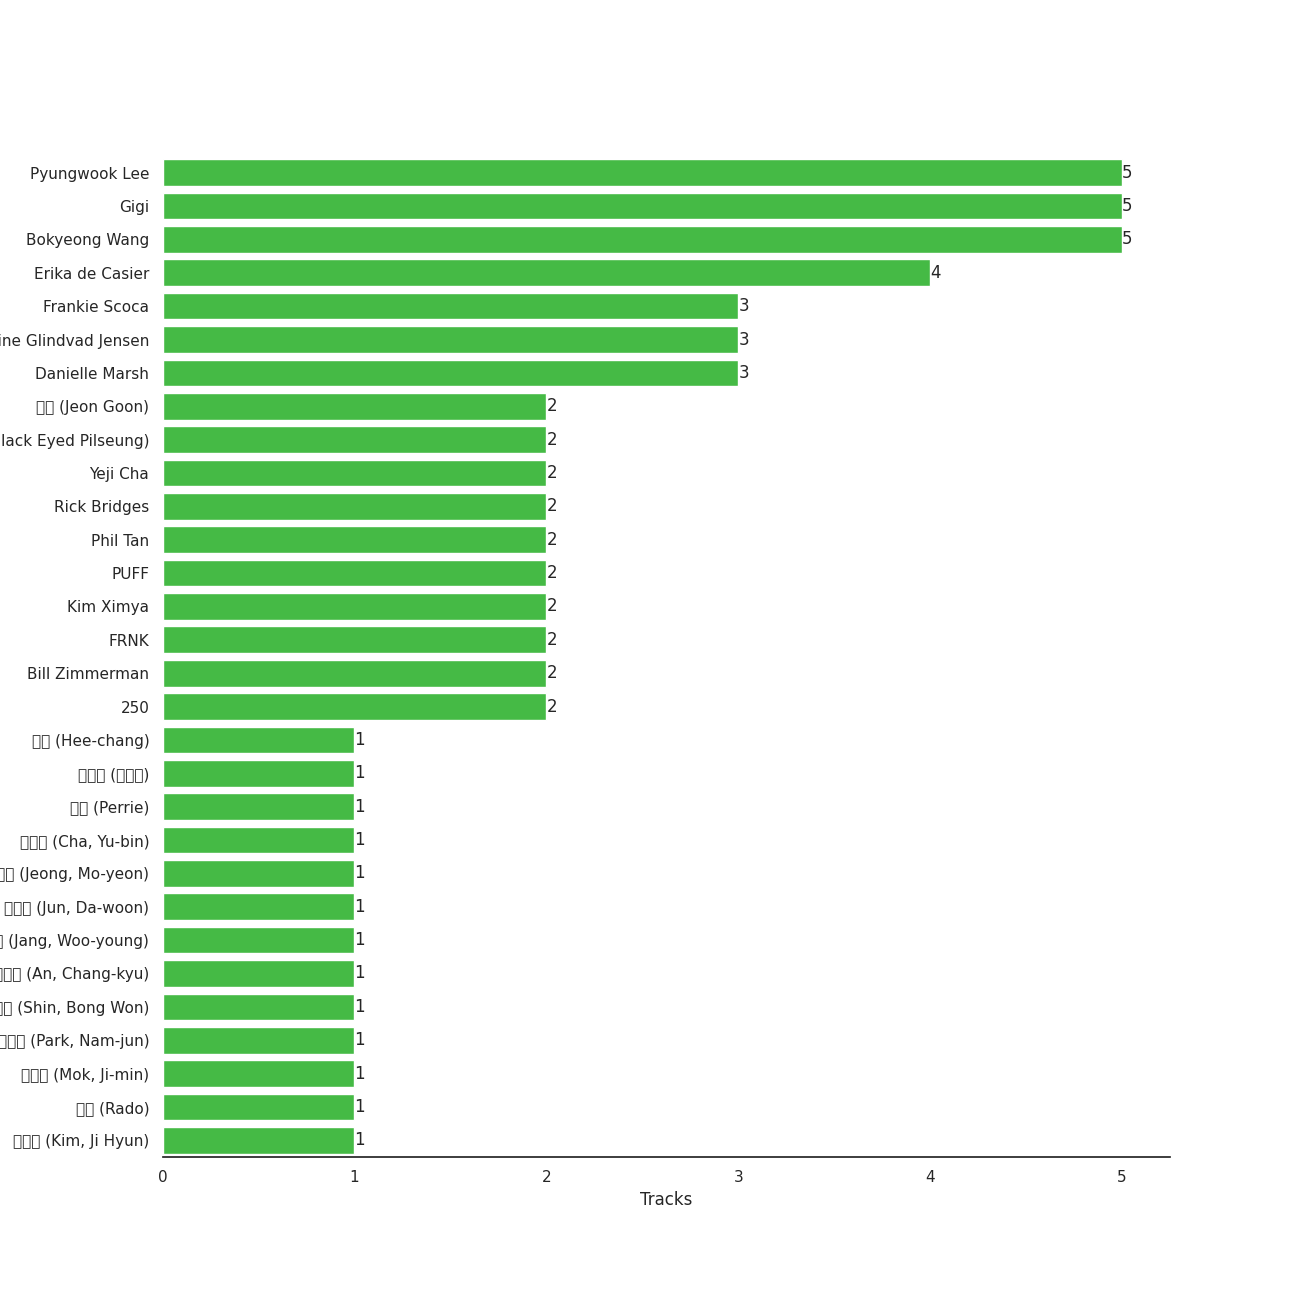 Pyungwook Lee 5
Gigi 5
Bokyeong Wang 5
Erika de Casier 4
Frankie Scoca 3
ine Glindvad Jensen 3
Danielle Marsh 3
(Jeon Goon) 2
lack Eyed Pilseung) 2
Yeji Cha 2
Rick Bridges 2
Phil Tan 2
PUFF 2
Kim Ximya 2
FRNK 2
Bill Zimmerman 2
250 2
(Hee-chang) 1
1
(Perrie) 1
(Cha, Yu-bin) 1
(Jeong, Mo-yeon) 1
(Jun, Da-woon) 1
(Jang, Woo-young) 1
(An, Chang-kyu) 1
(Shin, Bong Won) 1
(Park, Nam-jun) 1
(Mok, Ji-min) 1
(Rado) 1
(Kim, Ji Hyun) 1
0 1 2 3 4 5
Tracks